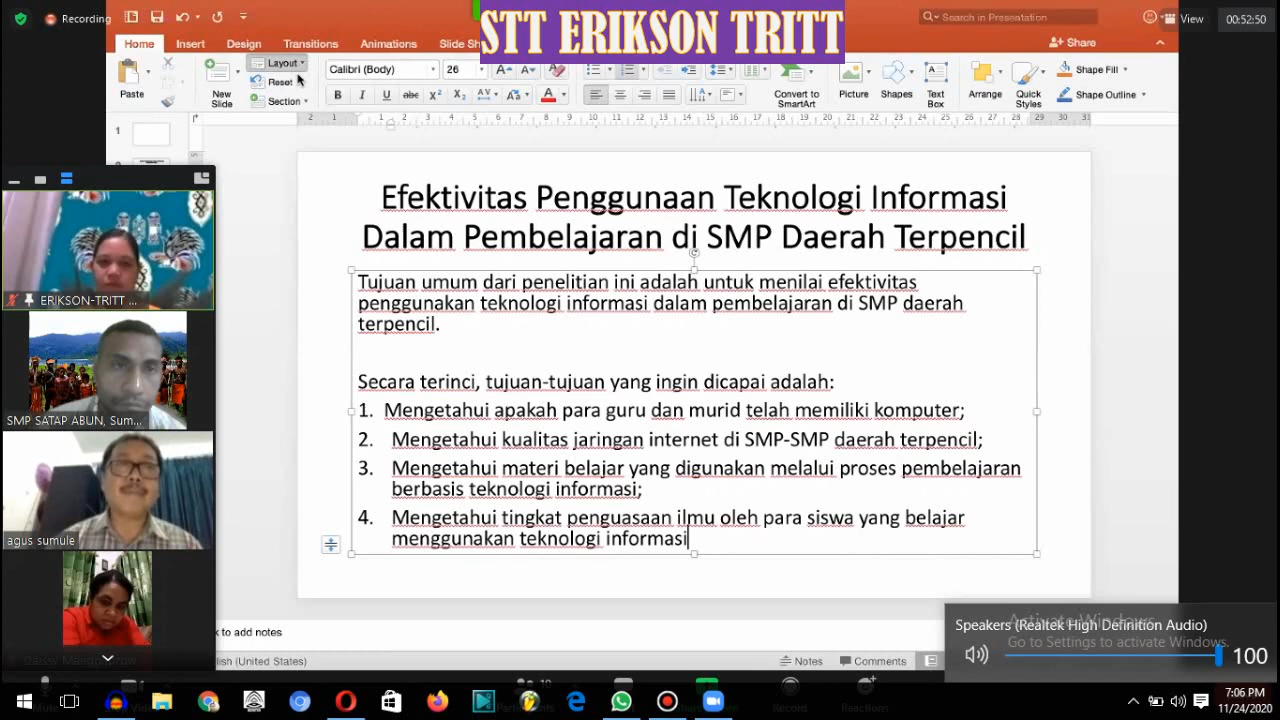 Recording
STT ERIKSON TRITT
Search in Presentation
View
00:52:50
Home
Insert
Design
Transitions
Animations
Slide Sh
Share
Paste
New Slide
Layout
Reset
Section
Calibri (Body)
26
Convert to SmartArt
Picture
Shapes
Text Box
Arrange
Quick Styles
Shape Fill
Shape Outline
1
Efektivitas Penggunaan Teknologi Informasi
Dalam Pembelajaran di SMP Daerah Terpencil
Tujuan umum dari penelitian ini adalah untuk menilai efektivitas
penggunakan teknologi informasi dalam pembelajaran di SMP daerah
terpencil.
Secara terinci, tujuan-tujuan yang ingin dicapai adalah:
1. Mengetahui apakah para guru dan murid telah memiliki komputer;
2. Mengetahui kualitas jaringan internet di SMP-SMP daerah terpencil;
3. Mengetahui materi belajar yang digunakan melalui proses pembelajaran
berbasis teknologi informasi;
4. Mengetahui tingkat penguasaan ilmu oleh para siswa yang belajar
menggunakan teknologi informasi
ERIKSON-TRITT ...
SMP SATAP ABUN, Sum...
agus sumule
k to add notes
glish (United States)
Notes
Comments
Activate Windows
Go to Settings to activate Windows.
Speakers (Realtek High Definition Audio)
100
7:06 PM
11/24/2020